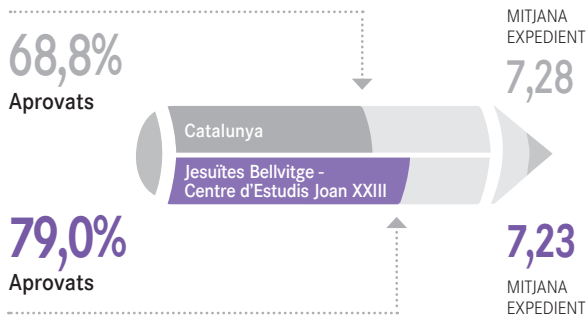 68,8%
Aprovats
MITJANA
EXPEDIENT
7,28
Catalunya
Jesuïtes Bellvitge -
Centre d'Estudis Joan XXIII
79,0%
Aprovats
7,23
MITJANA
EXPEDIENT